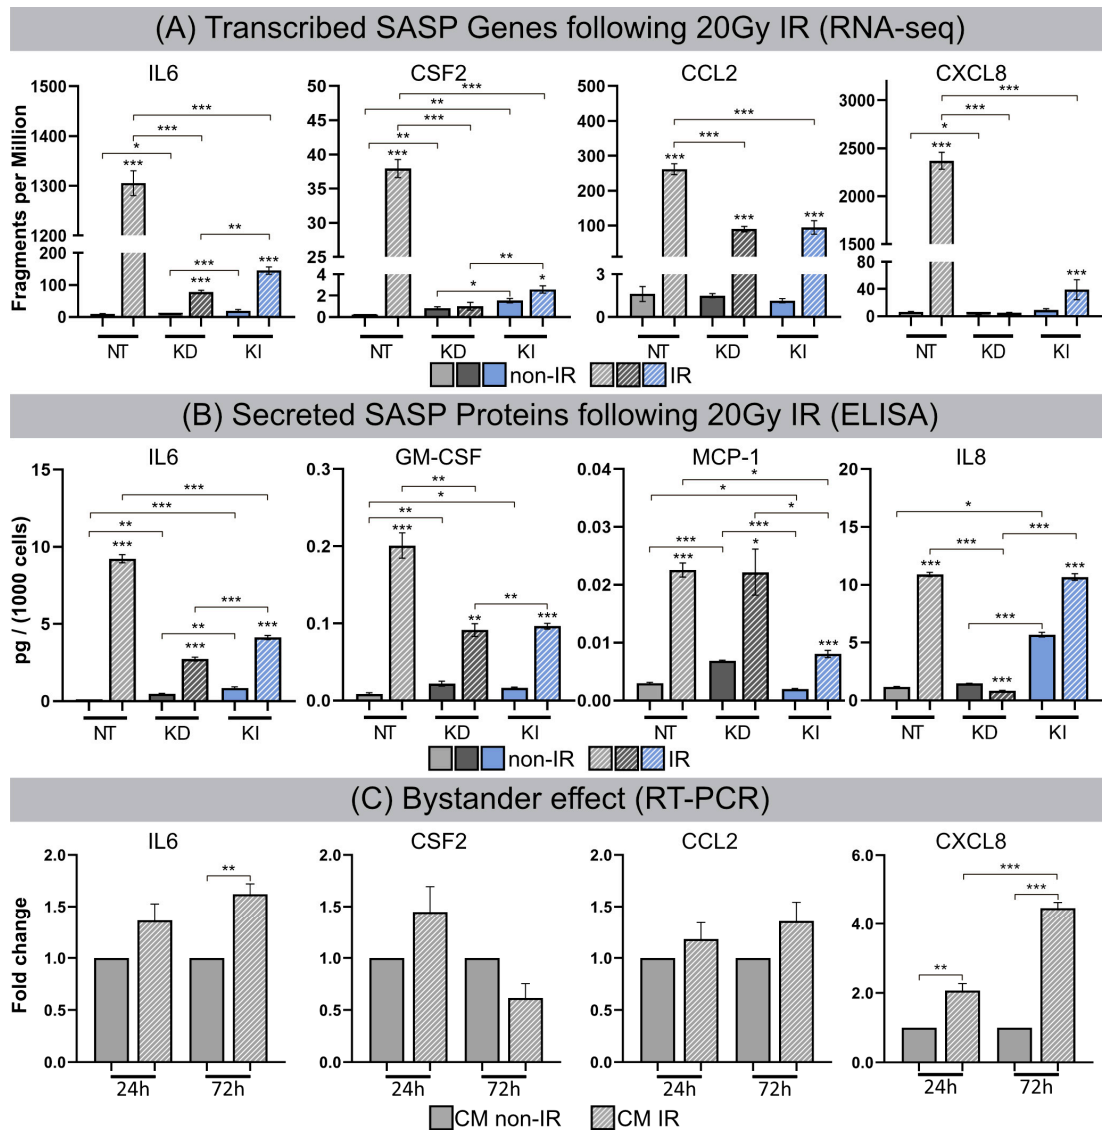 (A) Transcribed SASP Genes following 20Gy IR (RNA-seq)
IL6 CSF2 CCL2 CXCL8
Fragments per Million
1500
1400
1300
1200
200
100
0
*** *** * *** *** *** ** ***
NT KD KI
50
45
40
35
30
25
4
2
0
*** ** *** ** *** ** * *
NT KD KI
500
400
300
200
100
3
0
*** *** *** *** ***
NT KD KI
3000
2500
2000
1500
80
40
0
*** *** * *** ***
NT KD KI
non-IR IR
(B) Secreted SASP Proteins following 20Gy IR (ELISA)
IL6 GM-CSF MCP-1 IL8
pg / (1000 cells)
15
10
5
0
*** *** ** *** *** ** *** ***
NT KD KI
0.3
0.2
0.1
0.0
** * ** *** ** ** ***
NT KD KI
0.04
0.03
0.02
0.01
0.00
* * * *** *** *** * ***
NT KD KI
20
15
10
5
0
* *** *** *** *** *** ***
NT KD KI
non-IR IR
(C) Bystander effect (RT-PCR)
IL6 CSF2 CCL2 CXCL8
Fold change
2.0
1.5
1.0
0.5
0.0
**
24h 72h
2.0
1.5
1.0
0.5
0.0
24h 72h
2.0
1.5
1.0
0.5
0.0
24h 72h
6.0
4.0
2.0
0.0
*** *** **
24h 72h
CM non-IR CM IR